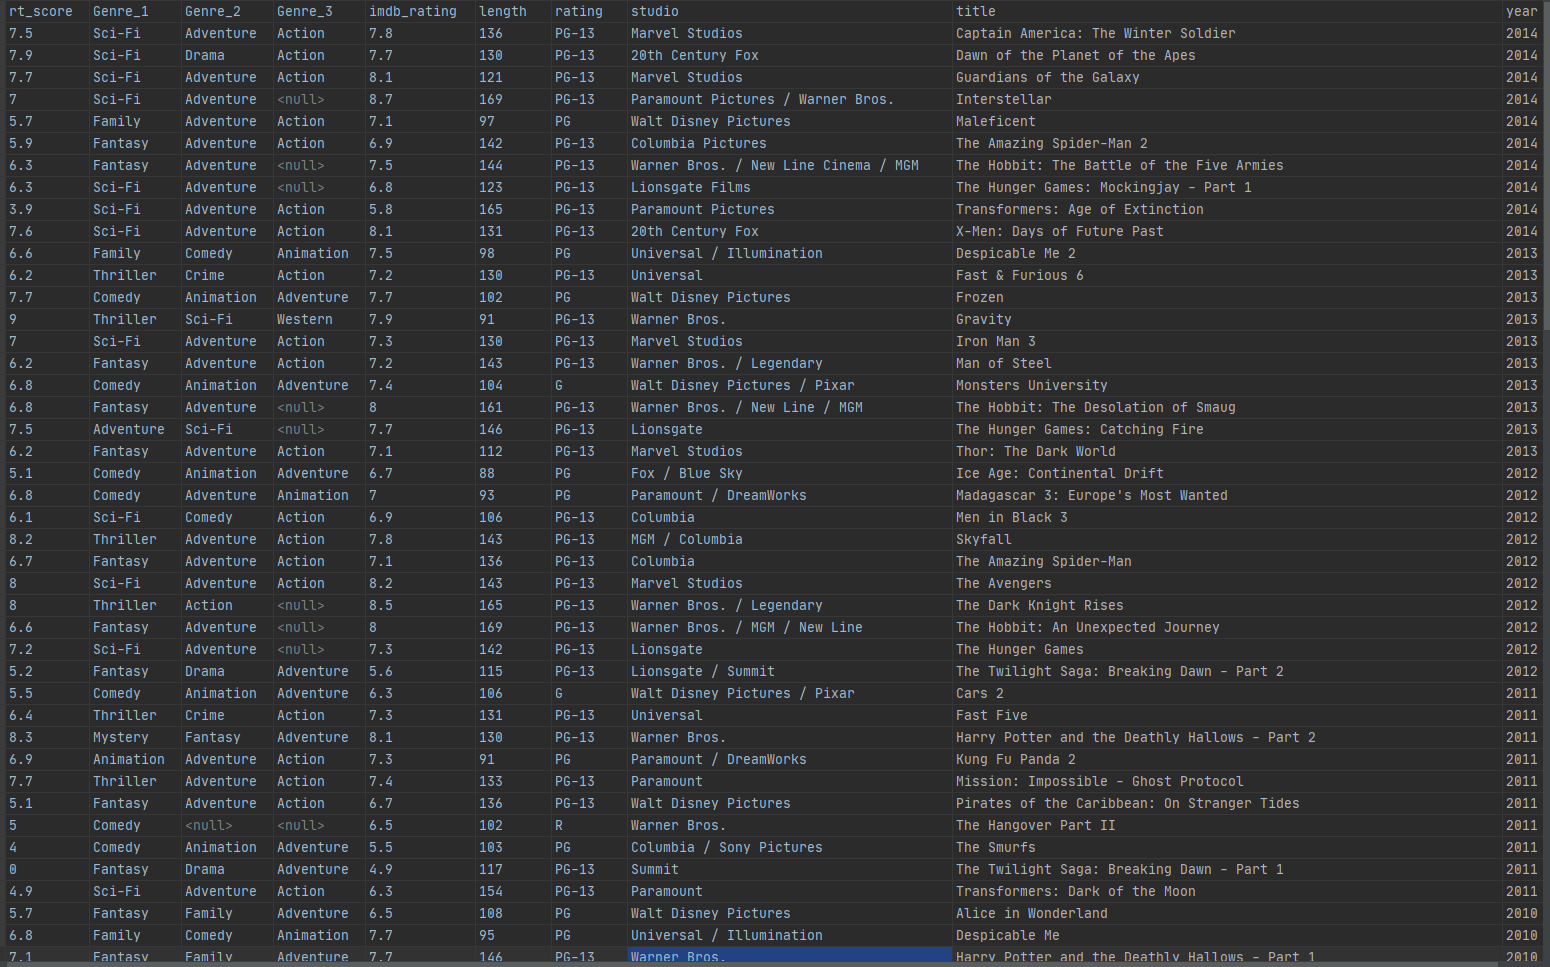 rt_score Genre_1 Genre_2 Genre_3 imdb_rating length rating studio title year
7.5 Sci-Fi Adventure Action 7.8 136 PG-13 Marvel Studios Captain America: The Winter Soldier 2014
7.9 Sci-Fi Drama Action 7.7 130 PG-13 20th Century Fox Dawn of the Planet of the Apes 2014
7.7 Sci-Fi Adventure Action 8.1 121 PG-13 Marvel Studios Guardians of the Galaxy 2014
7 Sci-Fi Adventure <null> 8.7 169 PG-13 Paramount Pictures / Warner Bros. Interstellar 2014
5.7 Family Adventure Action 7.1 97 PG Walt Disney Pictures Maleficent 2014
5.9 Fantasy Adventure Action 6.9 142 PG-13 Columbia Pictures The Amazing Spider-Man 2 2014
6.3 Fantasy Adventure <null> 7.5 144 PG-13 Warner Bros. / New Line Cinema / MGM The Hobbit: The Battle of the Five Armies 2014
6.3 Sci-Fi Adventure <null> 6.8 123 PG-13 Lionsgate Films The Hunger Games: Mockingjay - Part 1 2014
3.9 Sci-Fi Adventure Action 5.8 165 PG-13 Paramount Pictures Transformers: Age of Extinction 2014
7.6 Sci-Fi Adventure Action 8.1 131 PG-13 20th Century Fox X-Men: Days of Future Past 2014
6.6 Family Comedy Animation 7.5 98 PG Universal / Illumination Despicable Me 2 2013
6.2 Thriller Crime Action 7.2 130 PG-13 Universal Fast & Furious 6 2013
7.7 Comedy Animation Adventure 7.7 102 PG Walt Disney Pictures Frozen 2013
9 Thriller Sci-Fi Western 7.9 91 PG-13 Warner Bros. Gravity 2013
7 Sci-Fi Adventure Action 7.3 130 PG-13 Marvel Studios Iron Man 3 2013
6.2 Fantasy Adventure Action 7.2 143 PG-13 Warner Bros. / Legendary Man of Steel 2013
6.8 Comedy Animation Adventure 7.4 104 G Walt Disney Pictures / Pixar Monsters University 2013
6.8 Fantasy Adventure <null> 8 161 PG-13 Warner Bros. / New Line / MGM The Hobbit: The Desolation of Smaug 2013
7.5 Adventure Sci-Fi <null> 7.7 146 PG-13 Lionsgate The Hunger Games: Catching Fire 2013
6.2 Fantasy Adventure Action 7.1 112 PG-13 Marvel Studios Thor: The Dark World 2013
5.1 Comedy Animation Adventure 6.7 88 PG Fox / Blue Sky Ice Age: Continental Drift 2012
6.8 Comedy Adventure Animation 7 93 PG Paramount / DreamWorks Madagascar 3: Europe's Most Wanted 2012
6.1 Sci-Fi Comedy Action 6.9 106 PG-13 Columbia Men in Black 3 2012
8.2 Thriller Adventure Action 7.8 143 PG-13 MGM / Columbia Skyfall 2012
6.7 Fantasy Adventure Action 7.1 136 PG-13 Columbia The Amazing Spider-Man 2012
8 Sci-Fi Adventure Action 8.2 143 PG-13 Marvel Studios The Avengers 2012
8 Thriller Action <null> 8.5 165 PG-13 Warner Bros. / Legendary The Dark Knight Rises 2012
6.6 Fantasy Adventure <null> 8 169 PG-13 Warner Bros. / MGM / New Line The Hobbit: An Unexpected Journey 2012
7.2 Sci-Fi Adventure <null> 7.3 142 PG-13 Lionsgate The Hunger Games 2012
5.2 Fantasy Drama Adventure 5.6 115 PG-13 Lionsgate / Summit The Twilight Saga: Breaking Dawn - Part 2 2012
5.5 Comedy Animation Adventure 6.3 106 G Walt Disney Pictures / Pixar Cars 2 2011
6.4 Thriller Crime Action 7.3 131 PG-13 Universal Fast Five 2011
8.3 Mystery Fantasy Adventure 8.1 130 PG-13 Warner Bros. Harry Potter and the Deathly Hallows - Part 2 2011
6.9 Animation Adventure Action 7.3 91 PG Paramount / DreamWorks Kung Fu Panda 2 2011
7.7 Thriller Adventure Action 7.4 133 PG-13 Paramount Mission: Impossible - Ghost Protocol 2011
5.1 Fantasy Adventure Action 6.7 136 PG-13 Walt Disney Pictures Pirates of the Caribbean: On Stranger Tides 2011
5 Comedy <null> <null> 6.5 102 R Warner Bros. The Hangover Part II 2011
4 Comedy Animation Adventure 5.5 103 PG Columbia / Sony Pictures The Smurfs 2011
0 Fantasy Drama Adventure 4.9 117 PG-13 Summit The Twilight Saga: Breaking Dawn - Part 1 2011
4.9 Sci-Fi Adventure Action 6.3 154 PG-13 Paramount Transformers: Dark of the Moon 2011
5.7 Fantasy Family Adventure 6.5 108 PG Walt Disney Pictures Alice in Wonderland 2010
6.8 Family Comedy Animation 7.7 95 PG Universal / Illumination Despicable Me 2010
7.1 Fantasy Family Adventure 7.7 146 PG-13 Warner Bros. Harry Potter and the Deathly Hallows - Part 1 2010